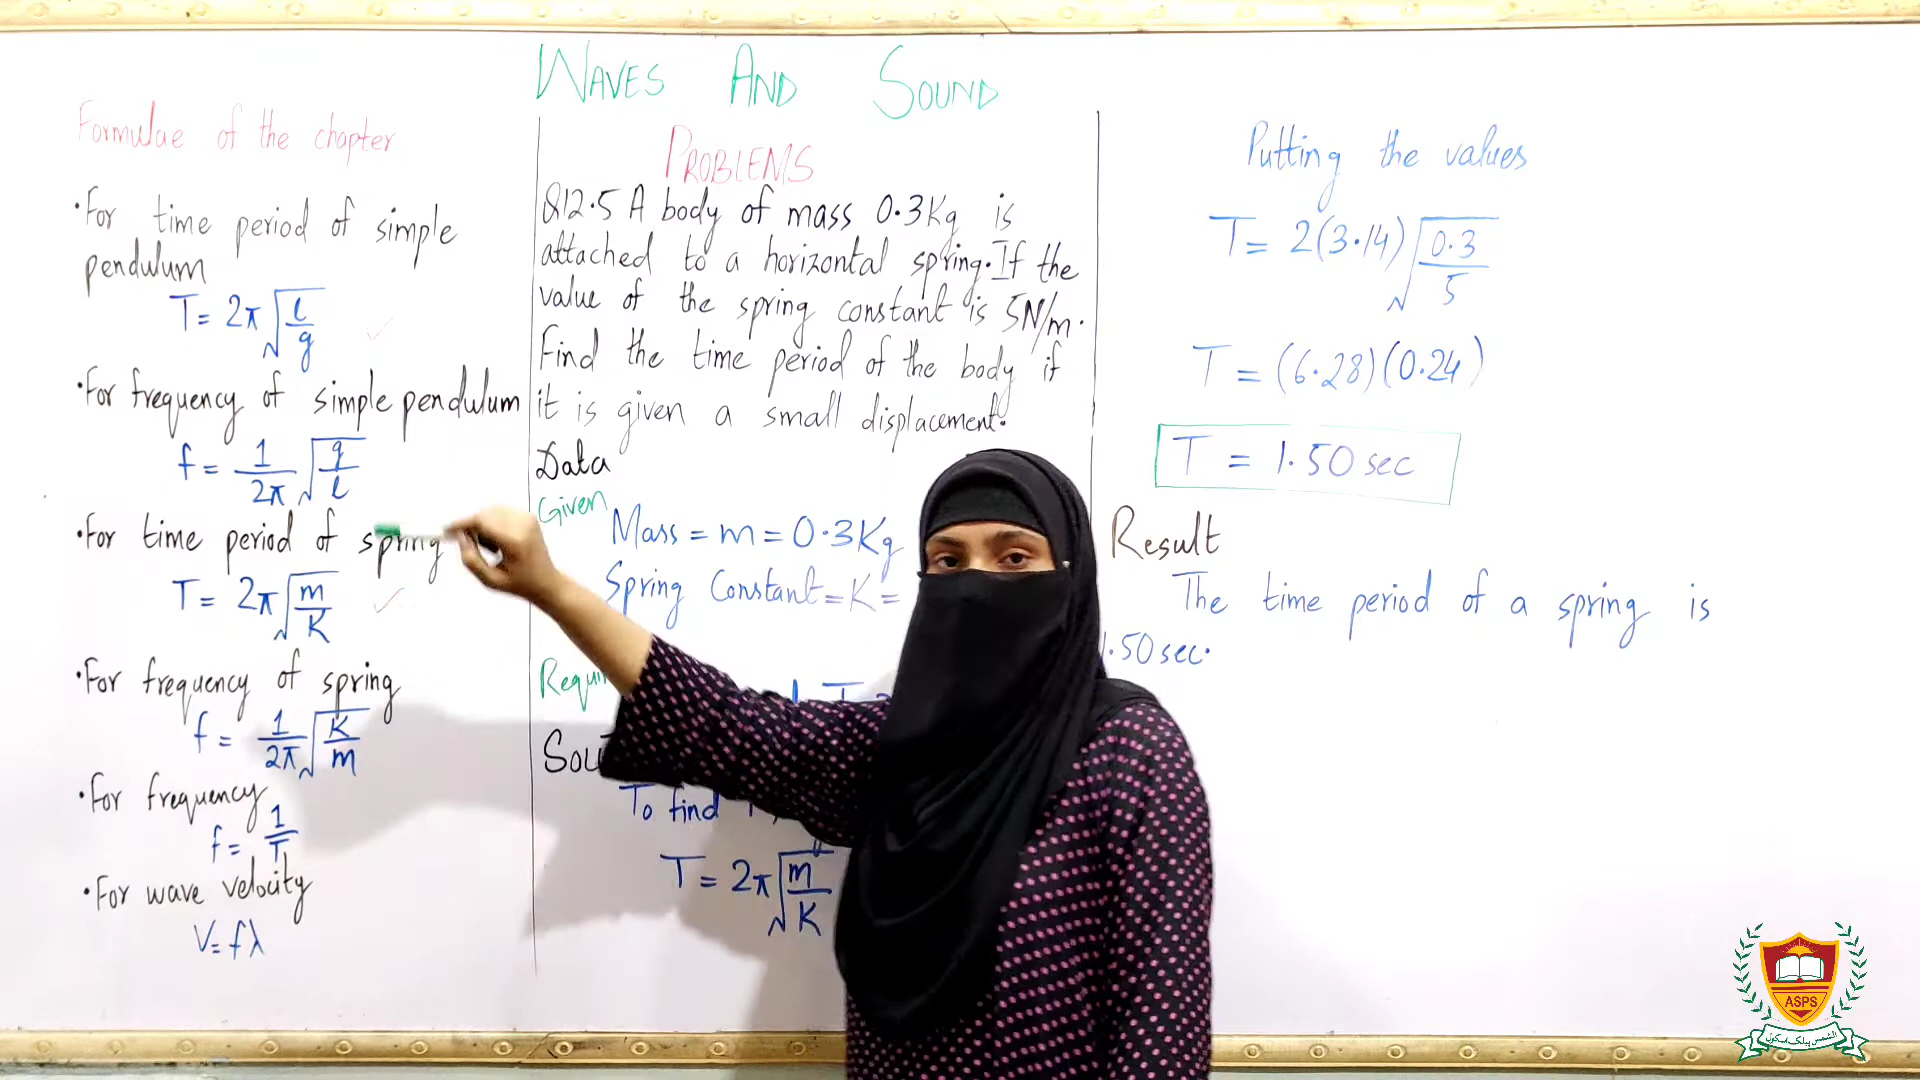 WAVES AND SOUND
Formulae of the chapter
·For time period of simple
pendulum
T = 2π√l/g
·For frequency of simple pendulum
f = 1/2π √g/l
·For time period of spring
T = 2π√m/K
·For frequency of spring
f = 1/2π √K/m
·For frequency
f = 1/T
·For wave velocity
V = fλ
PROBLEMS
Q12.5 A body of mass 0.3Kg is
attached to a horizontal spring. If the
value of the spring constant is 5N/m.
Find the time period of the body if
it is given a small displacement.
Data
Given
Mass = m = 0.3Kg
Spring Constant = K =
To find
T = 2π√m/K
Putting the values
T = 2(3.14)√0.3/5
T = (6.28)(0.24)
T = 1.50 sec
Result
The time period of a spring is
1.50 sec.
ASPS
الشمس پبلک اسکول